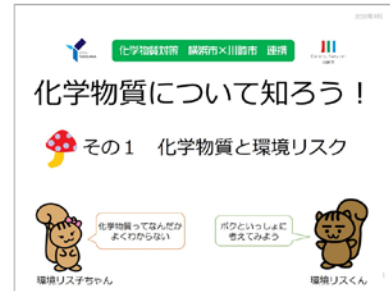 化学物質対策 横浜市×川崎市 連携
化学物質について知ろう！
その1 化学物質と環境リスク
化学物質ってなんだか
よくわからない
ボクといっしょに
考えてみよう
環境リス子ちゃん
環境リスくん
1